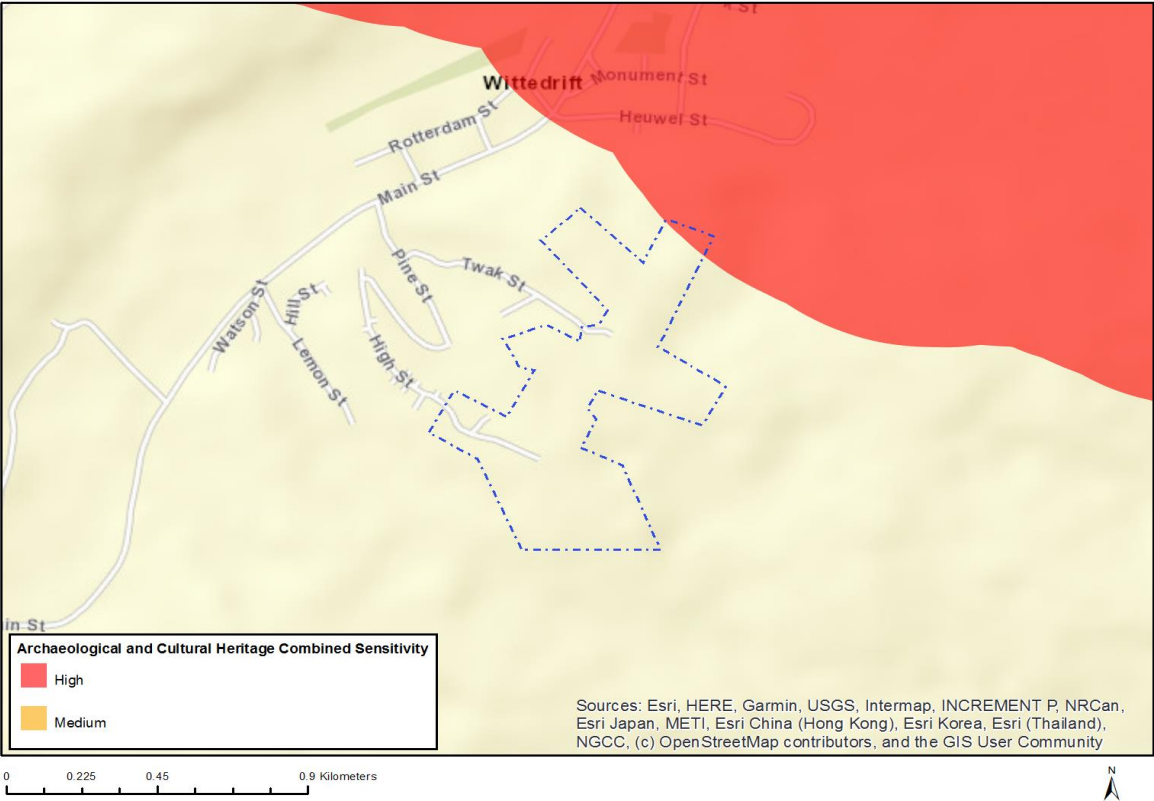 Wittedrift
Monument St
Heuwel St
Rotterdam St
Main St
Pine St
Twak St
Watson St
Hill St
Lemon St
High St
in St
Archaeological and Cultural Heritage Combined Sensitivity
High
Medium
Sources: Esri, HERE, Garmin, USGS, Intermap, INCREMENT P, NRCan,
Esri Japan, METI, Esri China (Hong Kong), Esri Korea, Esri (Thailand),
NGCC, (c) OpenStreetMap contributors, and the GIS User Community
0 0.225 0.45 0.9 Kilometers
N